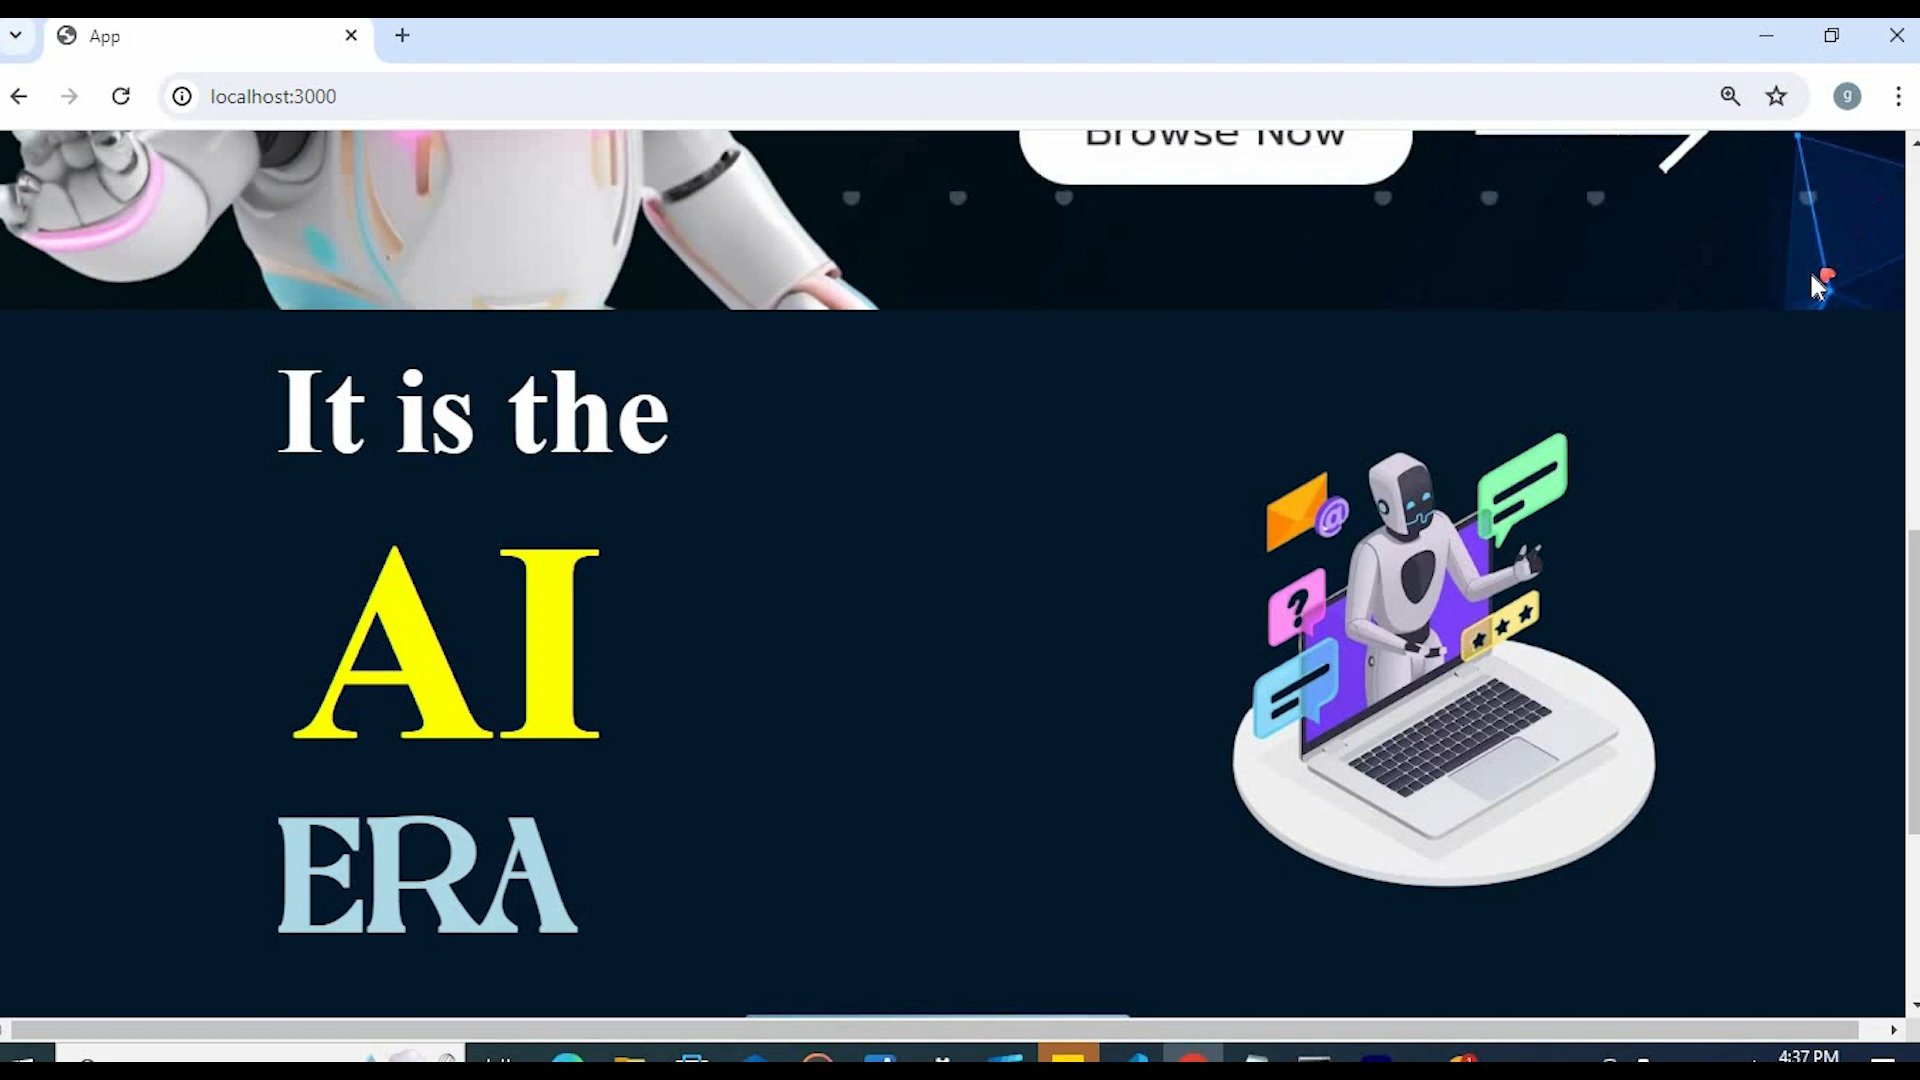 App
localhost:3000
g
Browse Now
It is the
AI
ERA
@
?
4:37 PM